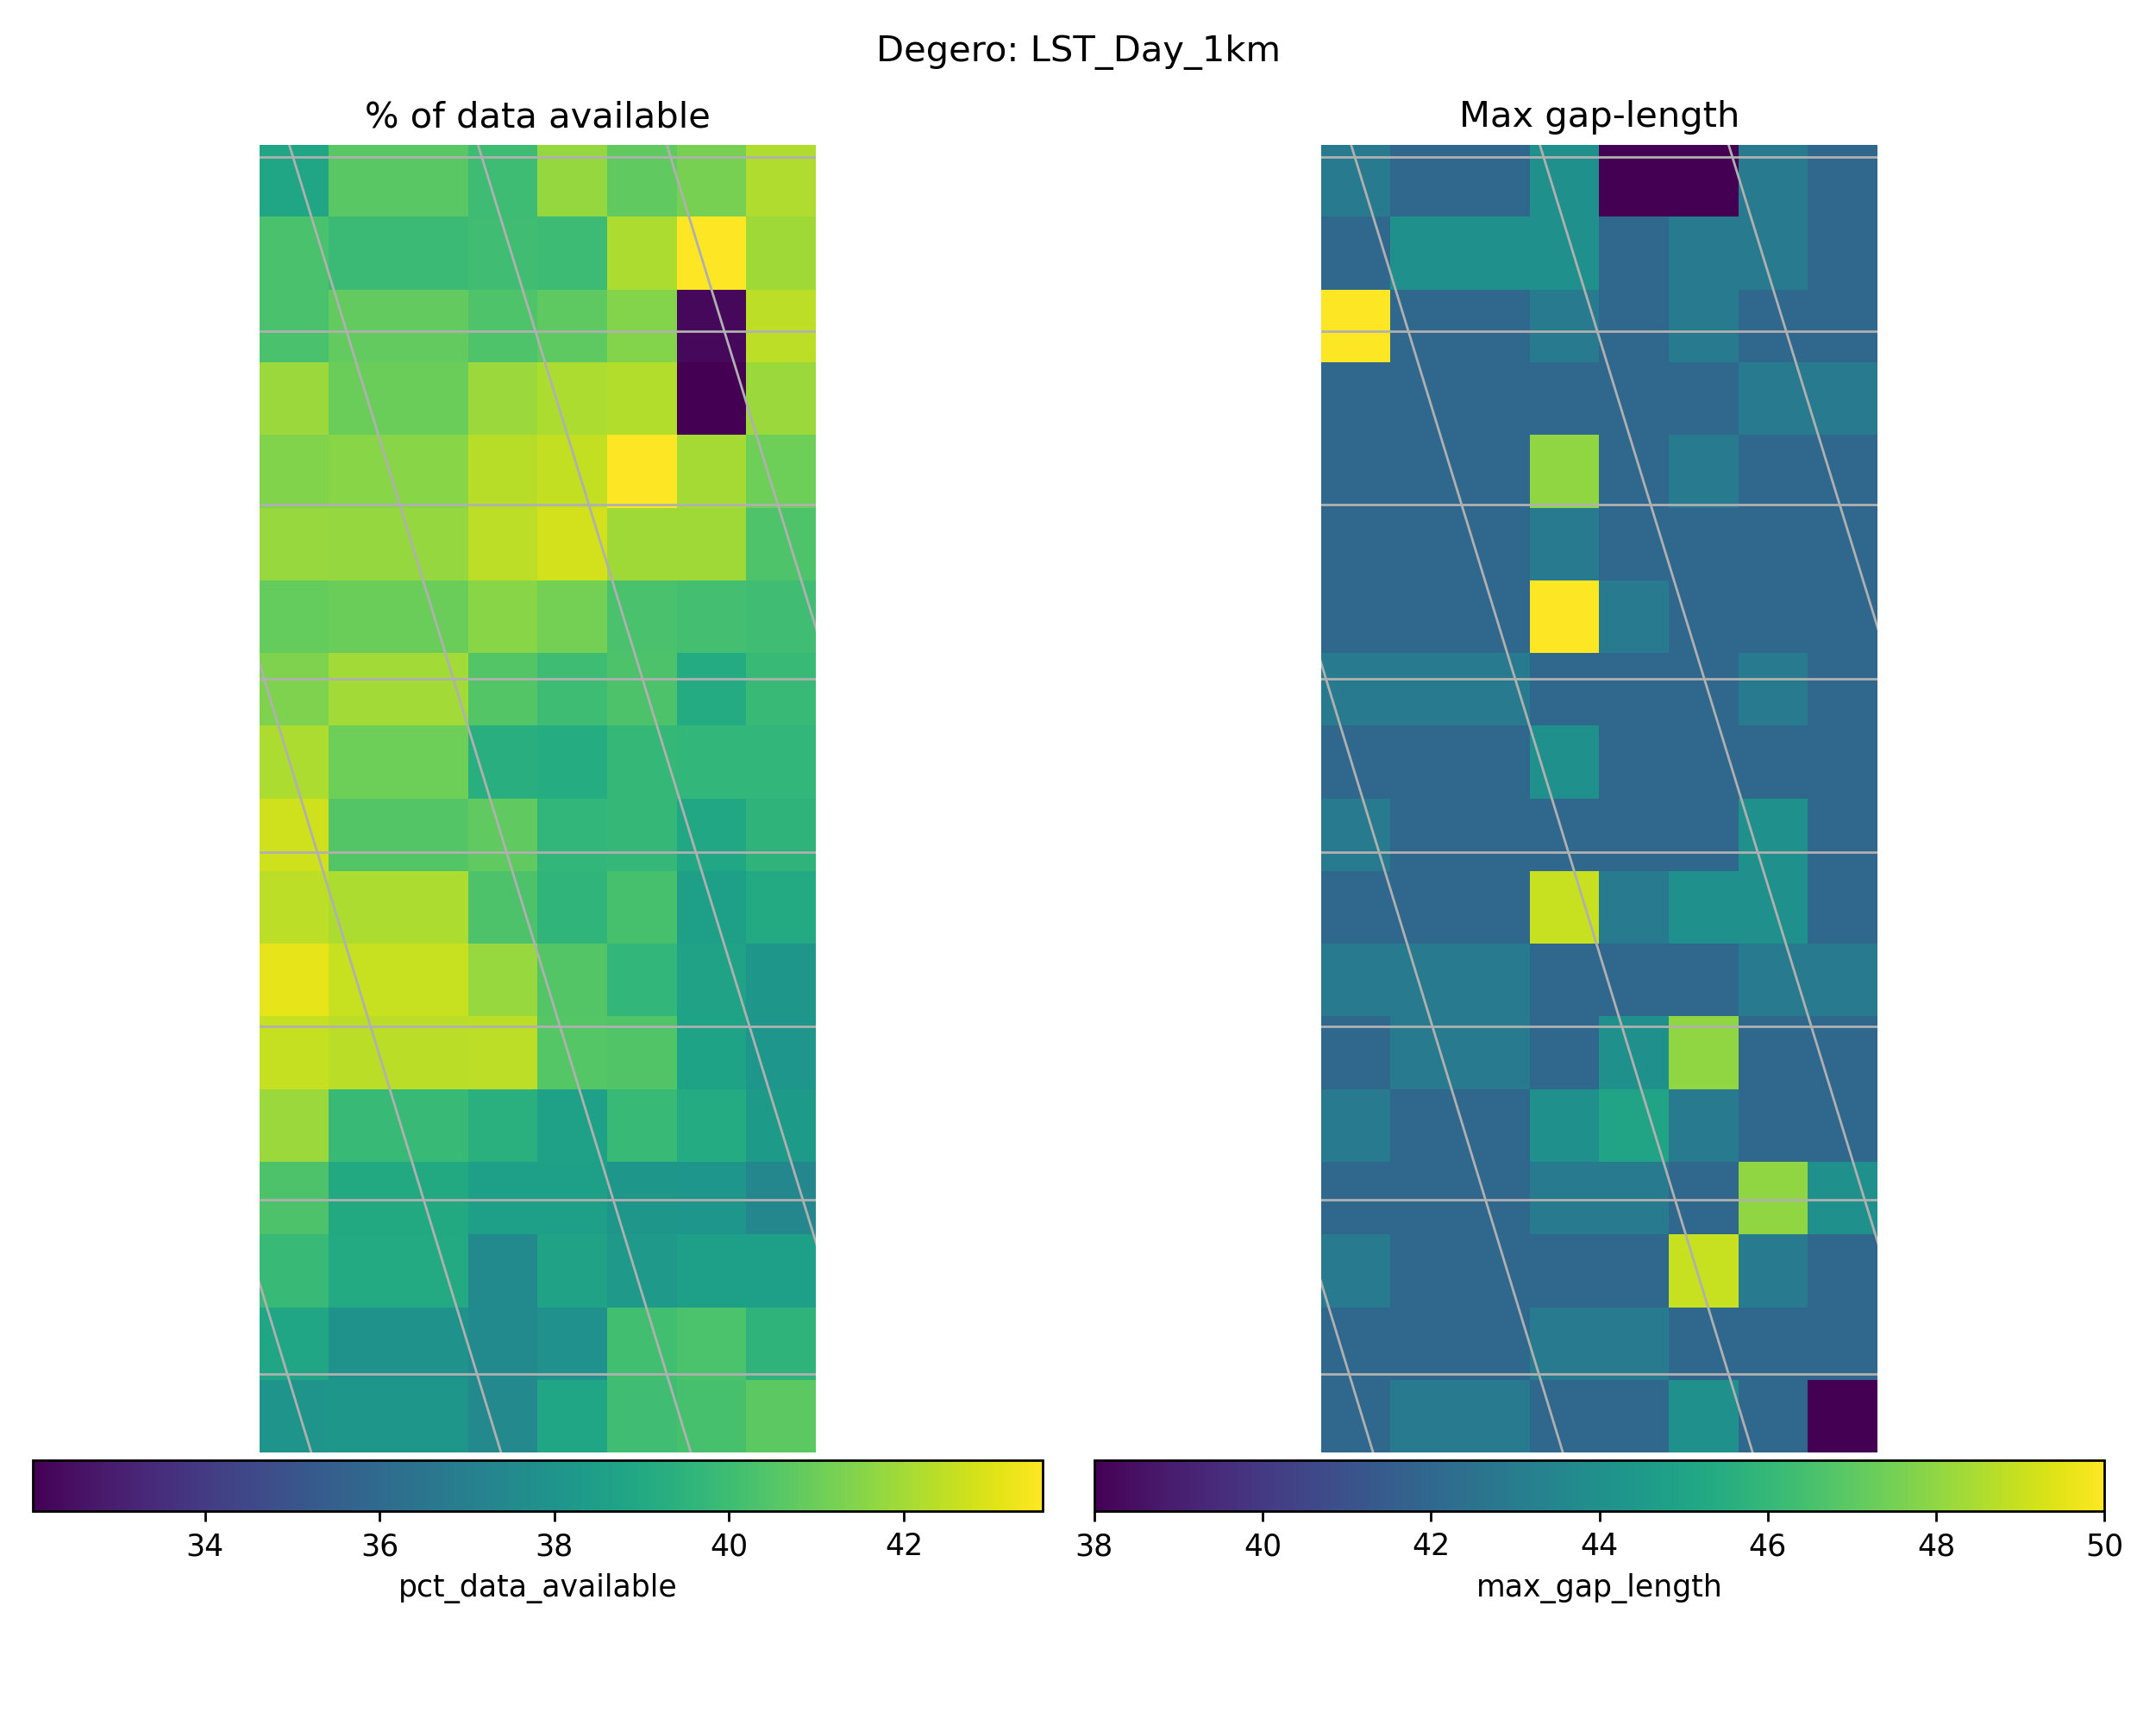 Degero: LST_Day_1km
% of data available
Max gap-length
34 36 38 40 42
pct_data_available
38 40 42 44 46 48 50
max_gap_length